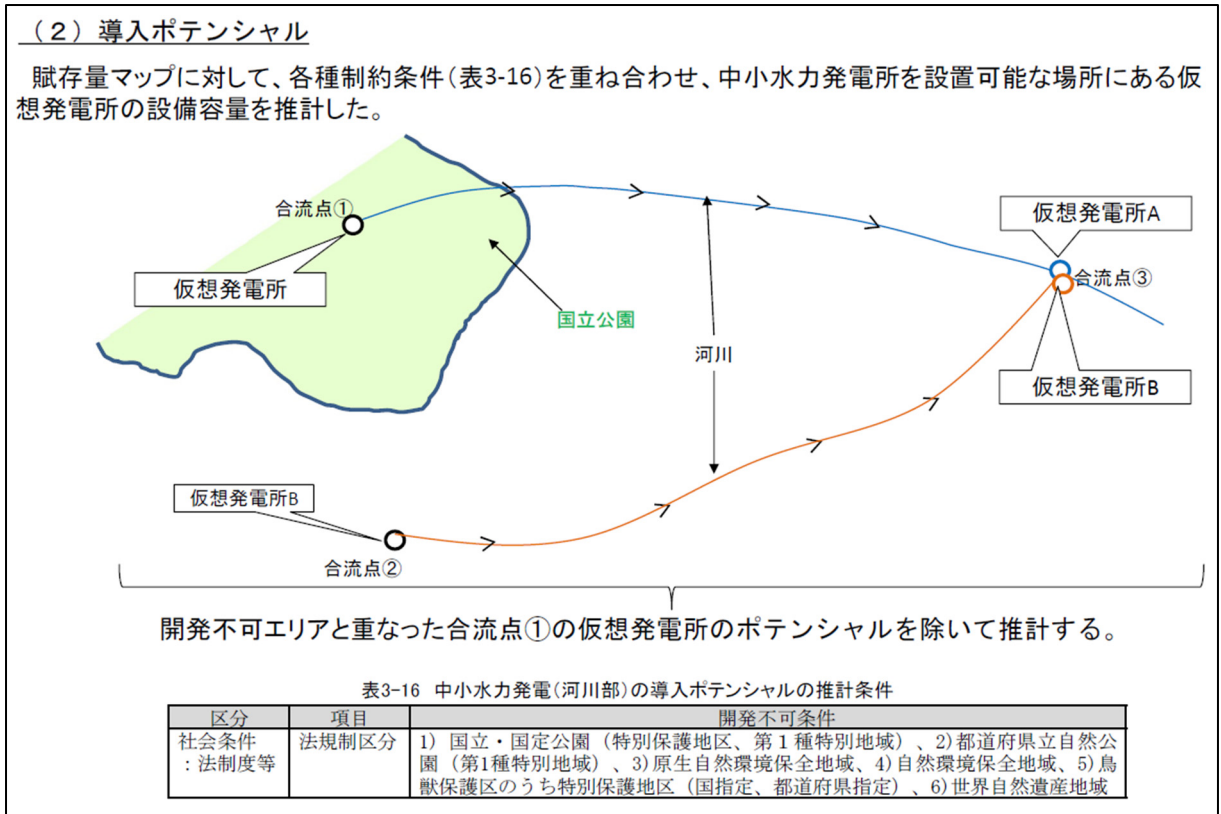 （２）導入ポテンシャル
賦存量マップに対して、各種制約条件（表3-16）を重ね合わせ、中小水力発電所を設置可能な場所にある仮
想発電所の設備容量を推計した。
合流点①
仮想発電所A
仮想発電所
合流点③
国立公園
河川
仮想発電所B
仮想発電所B
合流点②
開発不可エリアと重なった合流点①の仮想発電所のポテンシャルを除いて推計する。
表3-16 中小水力発電（河川部）の導入ポテンシャルの推計条件
区分 項目 開発不可条件
社会条件 法規制区分 1) 国立・国定公園（特別保護地区、第１種特別地域）、2)都道府県立自然公
：法制度等 園（第1種特別地域）、3)原生自然環境保全地域、4)自然環境保全地域、5)鳥
獣保護区のうち特別保護地区（国指定、都道府県指定）、6)世界自然遺産地域